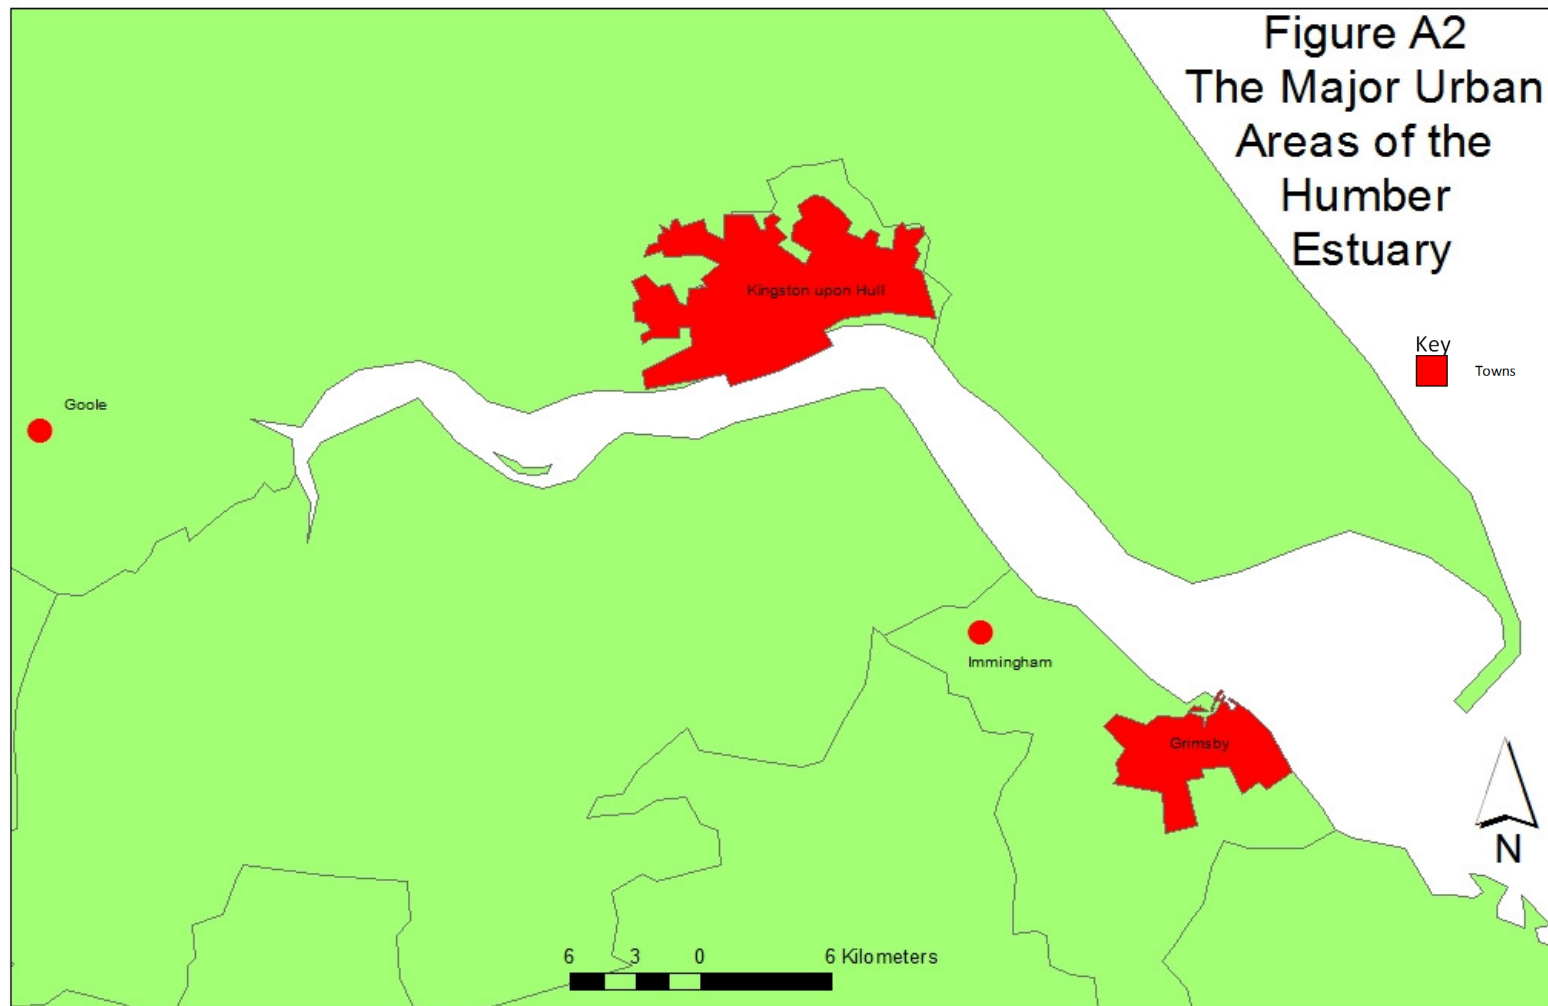 Figure A2
The Major Urban
Areas of the
Humber
Estuary
Kingston upon Hull
Key
Towns
Goole
Immingham
Grimsby
N
6 3 0 6 Kilometers